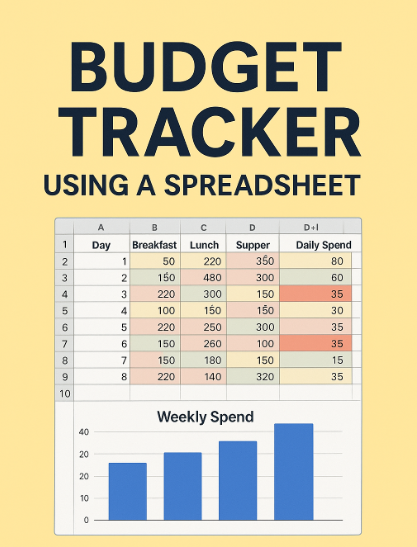 BUDGET
TRACKER
USING A SPREADSHEET
A B C D D+I
1 Day Breakfast Lunch Supper Daily Spend
2 1 50 220 350 80
3 2 150 480 300 60
4 3 220 300 150 35
5 4 100 150 150 30
6 5 220 250 300 35
7 6 150 260 100 35
8 7 150 180 150 15
9 8 220 140 320 35
10
Weekly Spend
40
20
20
10
0